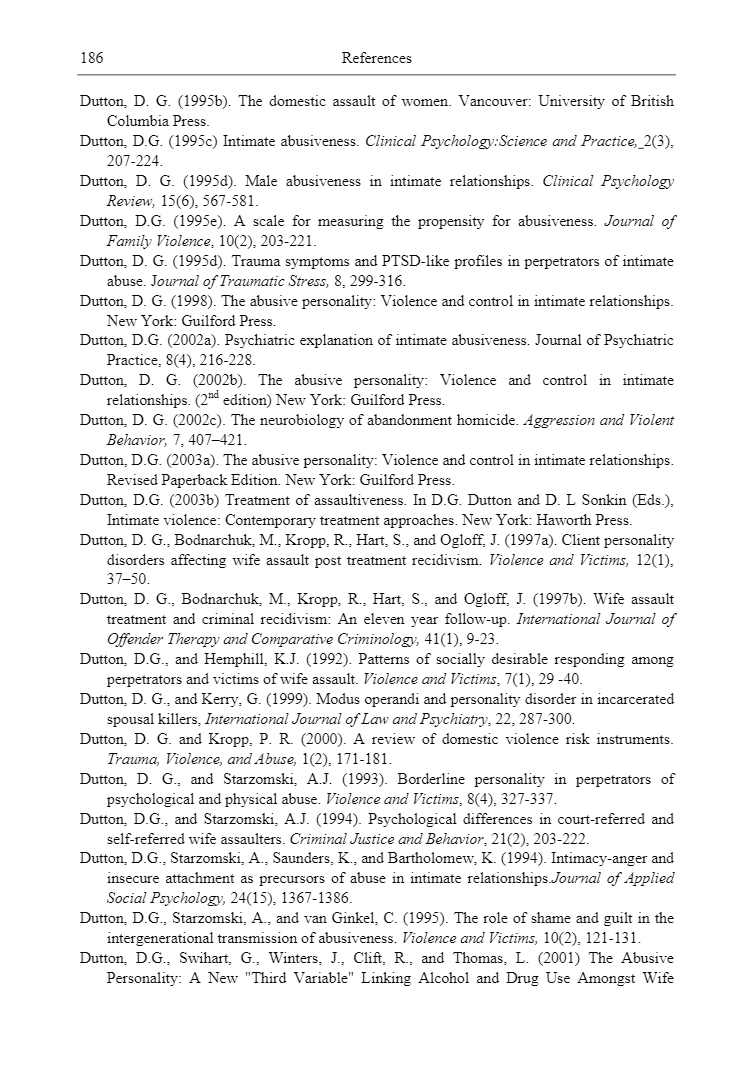 186 References
Dutton, D. G. (1995b). The domestic assault of women. Vancouver: University of British
Columbia Press.
Dutton, D.G. (1995c) Intimate abusiveness. Clinical Psychology:Science and Practice, 2(3),
207-224.
Dutton, D. G. (1995d). Male abusiveness in intimate relationships. Clinical Psychology
Review, 15(6), 567-581.
Dutton, D.G. (1995e). A scale for measuring the propensity for abusiveness. Journal of
Family Violence, 10(2), 203-221.
Dutton, D. G. (1995d). Trauma symptoms and PTSD-like profiles in perpetrators of intimate
abuse. Journal of Traumatic Stress, 8, 299-316.
Dutton, D. G. (1998). The abusive personality: Violence and control in intimate relationships.
New York: Guilford Press.
Dutton, D.G. (2002a). Psychiatric explanation of intimate abusiveness. Journal of Psychiatric
Practice, 8(4), 216-228.
Dutton, D. G. (2002b). The abusive personality: Violence and control in intimate
relationships. (2nd edition) New York: Guilford Press.
Dutton, D. G. (2002c). The neurobiology of abandonment homicide. Aggression and Violent
Behavior, 7, 407–421.
Dutton, D.G. (2003a). The abusive personality: Violence and control in intimate relationships.
Revised Paperback Edition. New York: Guilford Press.
Dutton, D.G. (2003b) Treatment of assaultiveness. In D.G. Dutton and D. L Sonkin (Eds.),
Intimate violence: Contemporary treatment approaches. New York: Haworth Press.
Dutton, D. G., Bodnarchuk, M., Kropp, R., Hart, S., and Ogloff, J. (1997a). Client personality
disorders affecting wife assault post treatment recidivism. Violence and Victims, 12(1),
37–50.
Dutton, D. G., Bodnarchuk, M., Kropp, R., Hart, S., and Ogloff, J. (1997b). Wife assault
treatment and criminal recidivism: An eleven year follow-up. International Journal of
Offender Therapy and Comparative Criminology, 41(1), 9-23.
Dutton, D.G., and Hemphill, K.J. (1992). Patterns of socially desirable responding among
perpetrators and victims of wife assault. Violence and Victims, 7(1), 29 -40.
Dutton, D. G., and Kerry, G. (1999). Modus operandi and personality disorder in incarcerated
spousal killers, International Journal of Law and Psychiatry, 22, 287-300.
Dutton, D. G. and Kropp, P. R. (2000). A review of domestic violence risk instruments.
Trauma, Violence, and Abuse, 1(2), 171-181.
Dutton, D. G., and Starzomski, A.J. (1993). Borderline personality in perpetrators of
psychological and physical abuse. Violence and Victims, 8(4), 327-337.
Dutton, D.G., and Starzomski, A.J. (1994). Psychological differences in court-referred and
self-referred wife assaulters. Criminal Justice and Behavior, 21(2), 203-222.
Dutton, D.G., Starzomski, A., Saunders, K., and Bartholomew, K. (1994). Intimacy-anger and
insecure attachment as precursors of abuse in intimate relationships.Journal of Applied
Social Psychology, 24(15), 1367-1386.
Dutton, D.G., Starzomski, A., and van Ginkel, C. (1995). The role of shame and guilt in the
intergenerational transmission of abusiveness. Violence and Victims, 10(2), 121-131.
Dutton, D.G., Swihart, G., Winters, J., Clift, R., and Thomas, L. (2001) The Abusive
Personality: A New "Third Variable" Linking Alcohol and Drug Use Amongst Wife